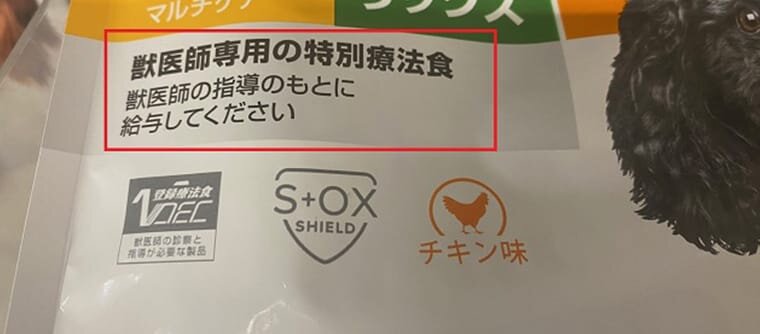 マルチケア
獣医師専用の特別療法食
獣医師の指導のもとに
給与してください
登録療法食
VDEC
獣医師の診察と
指導が必要な製品
S+OX
SHIELD
チキン味